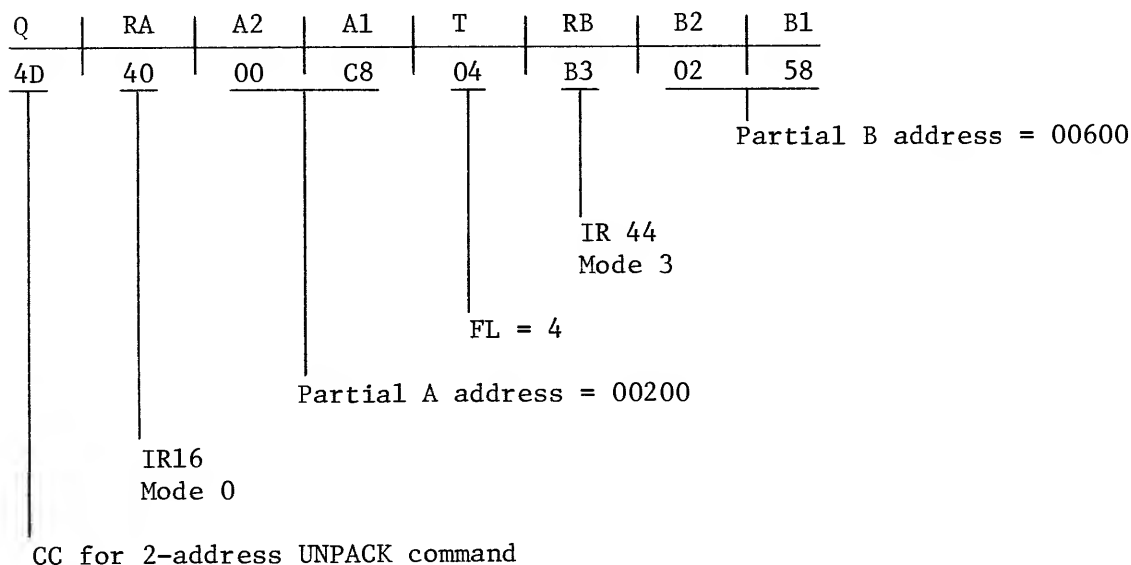 Q RA A2 A1 T RB B2 B1
4D 40 00 C8 04 B3 02 58
Partial B address = 00600
IR 44
Mode 3
FL = 4
Partial A address = 00200
IR16
Mode 0
CC for 2-address UNPACK command